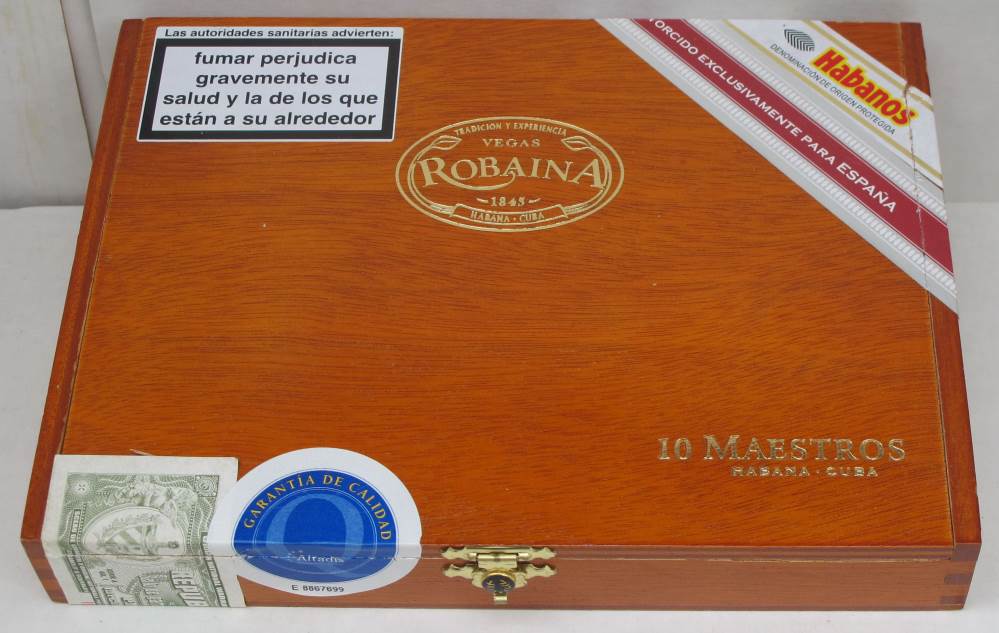 Las autoridades sanitarias advierten:
fumar perjudica
gravemente su
salud y la de los que
están a su alrededor
TORCIDO EXCLUSIVAMENTE PARA ESPAÑA
Habanos
DENOMINACIÓN DE ORIGEN PROTEGIDA
TRADICION Y EXPERIENCIA
VEGAS
ROBAINA
-1845-
HABANA · CUBA
10 MAESTROS
HABANA · CUBA
GARANTÍA DE CALIDAD
Altadis
E 8867699
REPUB